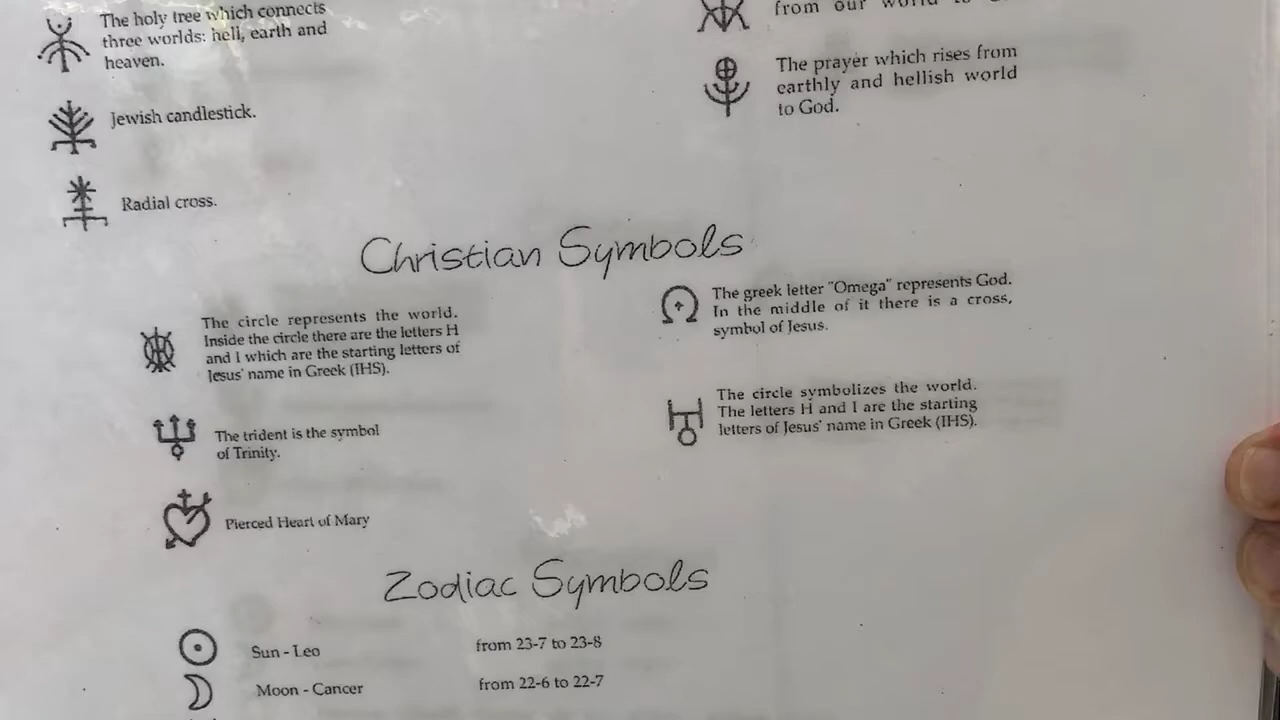 The holy tree which connects
three worlds: hell, earth and
heaven.
Jewish candlestick.
Radial cross.
from our world to
The prayer which rises from
earthly and hellish world
to God.
Christian Symbols
The circle represents the world.
Inside the circle there are the letters H
and I which are the starting letters of
Jesus' name in Greek (IHS).
The trident is the symbol
of Trinity.
Pierced Heart of Mary
The greek letter "Omega" represents God.
In the middle of it there is a cross,
symbol of Jesus.
The circle symbolizes the world.
The letters H and I are the starting
letters of Jesus' name in Greek (IHS).
Zodiac Symbols
Sun - Leo from 23-7 to 23-8
Moon - Cancer from 22-6 to 22-7